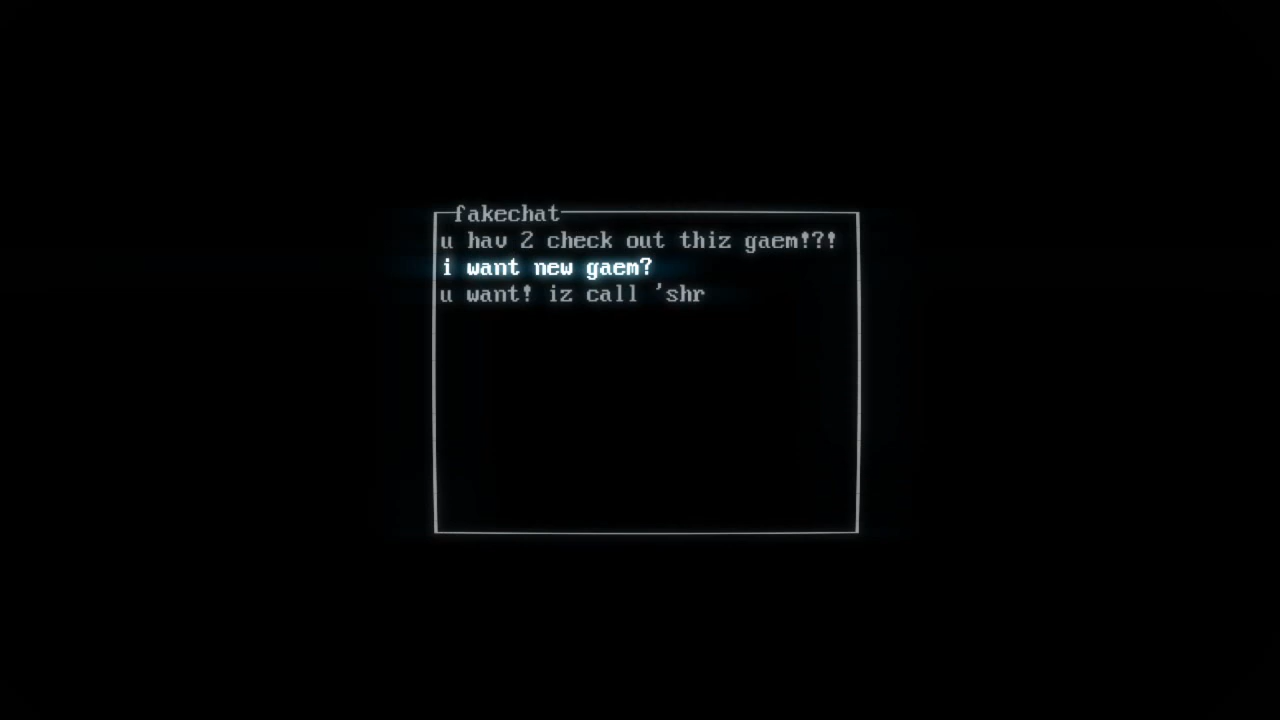 fakechat
u hav 2 check out thiz gaem!?!
i want new gaem?
u want! iz call 'shr